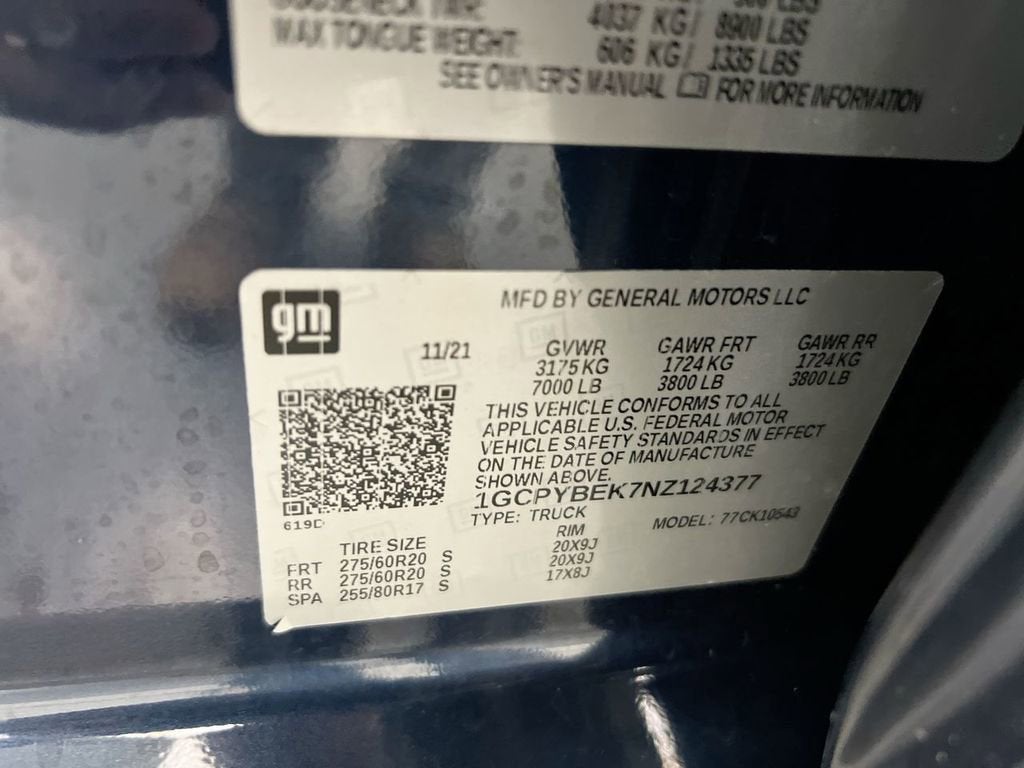 4037 KG/ 8900 LBS
MAX TONGUE WEIGHT: 606 KG/ 1335 LBS
SEE OWNER'S MANUAL FOR MORE INFORMATION
gm
MFD BY GENERAL MOTORS LLC
11/21 GVWR GAWR FRT GAWR RR
3175 KG 1724 KG 1724 KG
7000 LB 3800 LB 3800 LB
THIS VEHICLE CONFORMS TO ALL
APPLICABLE U.S. FEDERAL MOTOR
VEHICLE SAFETY STANDARDS IN EFFECT
ON THE DATE OF MANUFACTURE
SHOWN ABOVE.
1GCPYBEK7NZ124377
619D
TYPE: TRUCK MODEL: 77CK10543
TIRE SIZE RIM
FRT 275/60R20 S 20X9J
RR 275/60R20 S 20X9J
SPA 255/80R17 S 17X8J